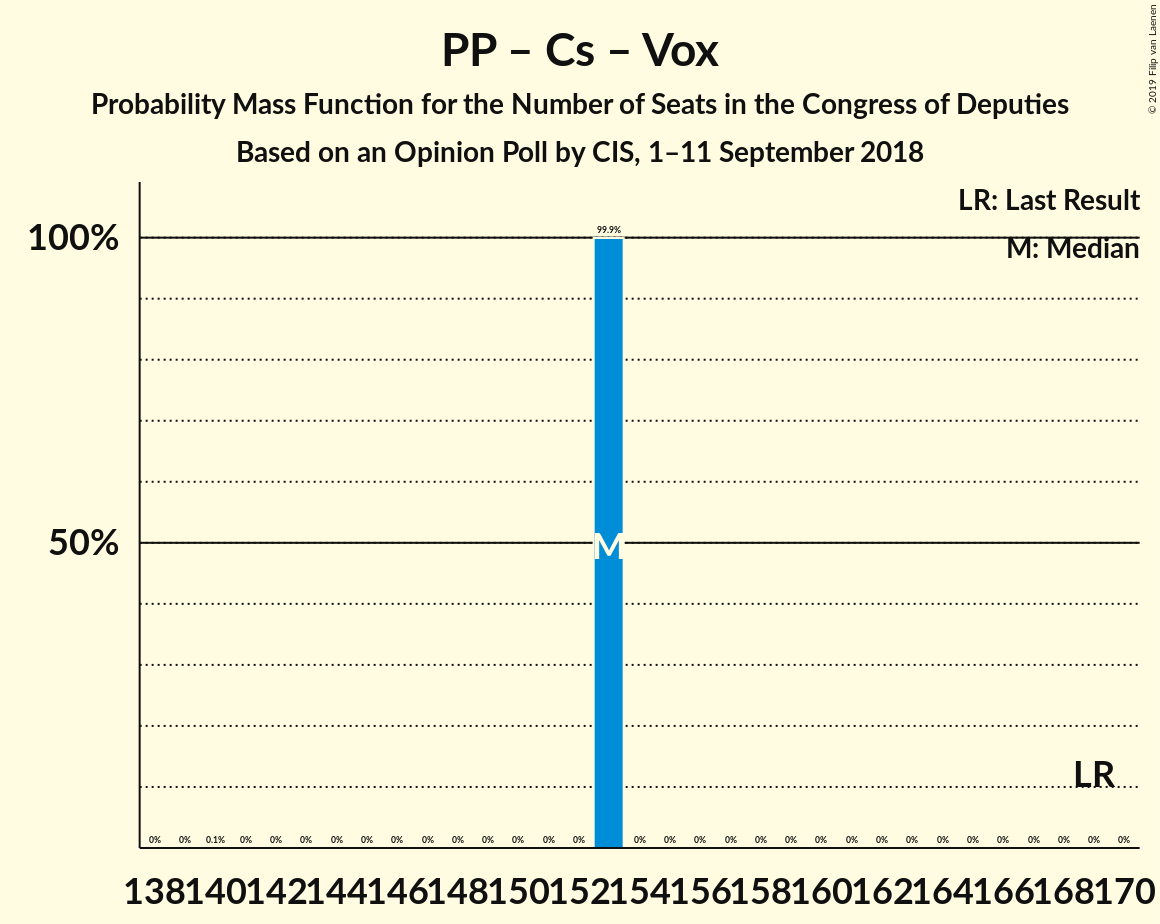 PP – Cs – Vox
Probability Mass Function for the Number of Seats in the Congress of Deputies
Based on an Opinion Poll by CIS, 1–11 September 2018
© 2019 Filip van Laenen
LR: Last Result
M: Median
100%
50%
99.9%
M
LR
0% 0% 0.1% 0% 0% 0% 0% 0% 0% 0% 0% 0% 0% 0% 0% 0% 0% 0% 0% 0% 0% 0% 0% 0% 0% 0% 0% 0% 0% 0% 0% 0%
138 140 142 144 146 148 150 152 154 156 158 160 162 164 166 168 170